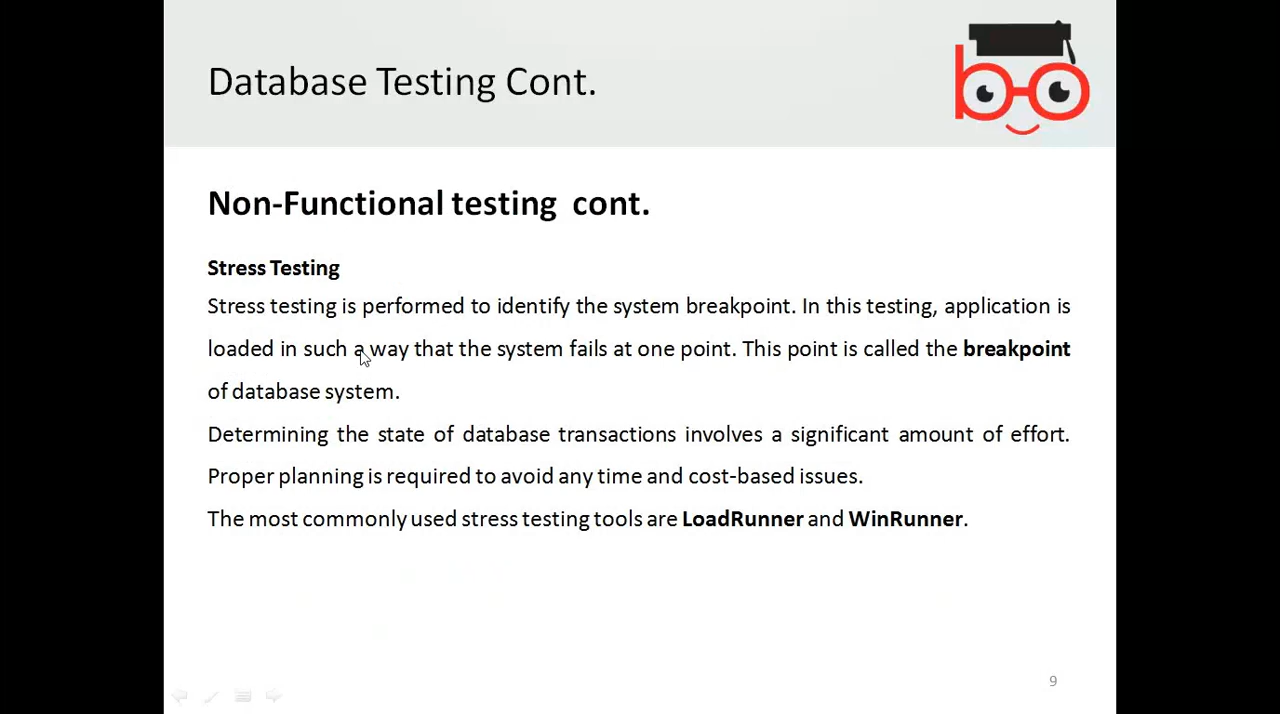 Database Testing Cont.
Non-Functional testing cont.
Stress Testing
Stress testing is performed to identify the system breakpoint. In this testing, application is
loaded in such a way that the system fails at one point. This point is called the breakpoint
of database system.
Determining the state of database transactions involves a significant amount of effort.
Proper planning is required to avoid any time and cost-based issues.
The most commonly used stress testing tools are LoadRunner and WinRunner.
9